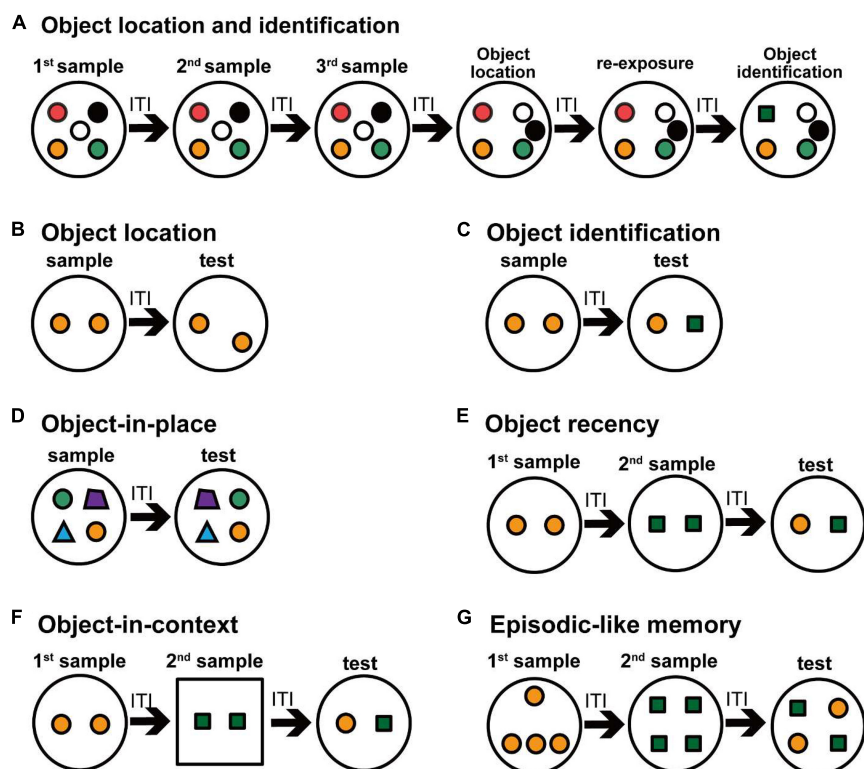 A Object location and identification
1st sample
2nd sample
3rd sample
Object
location
re-exposure
Object
identification
ITI
ITI
ITI
ITI
ITI
B Object location
sample
test
ITI
C Object identification
sample
test
ITI
D Object-in-place
sample
test
ITI
E Object recency
1st sample
2nd sample
test
ITI
ITI
F Object-in-context
1st sample
2nd sample
test
ITI
ITI
G Episodic-like memory
1st sample
2nd sample
test
ITI
ITI